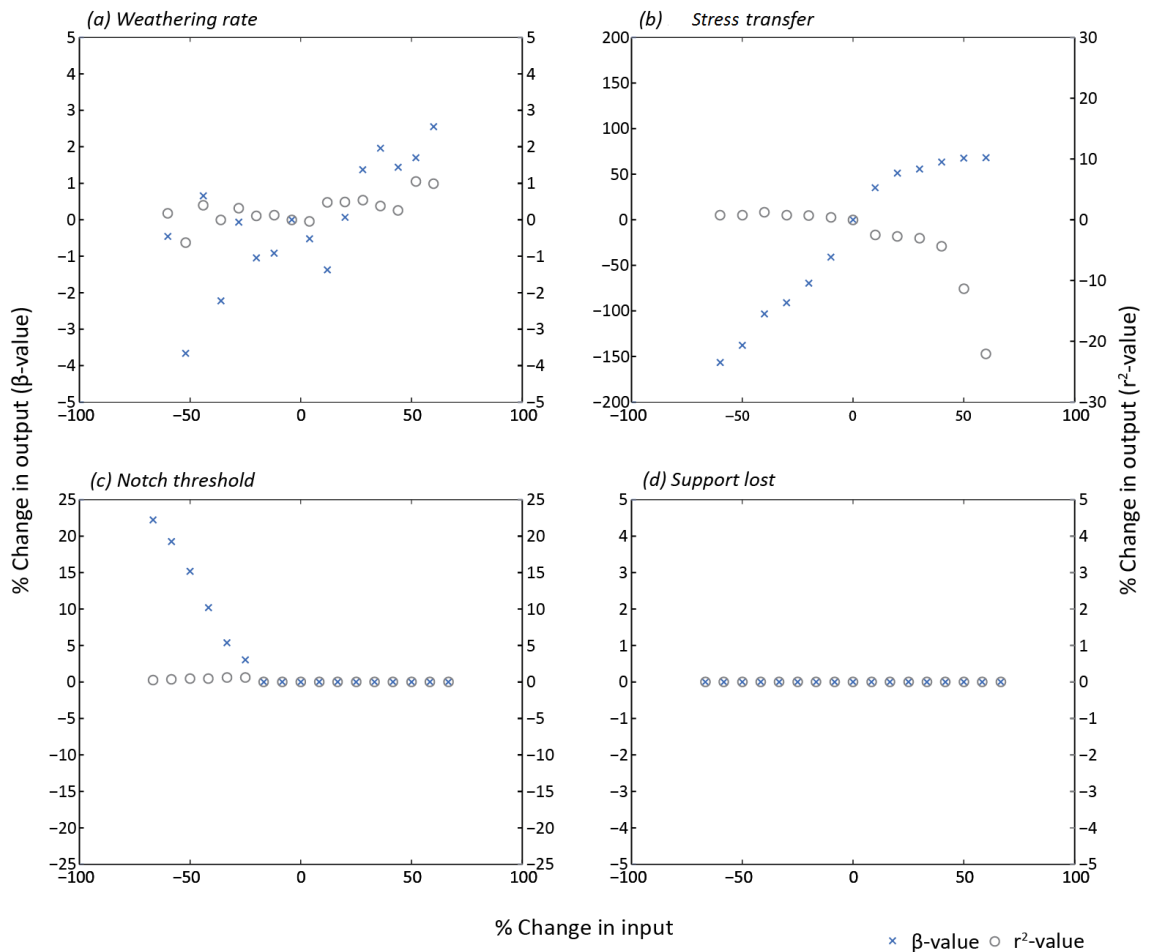 (a) Weathering rate
(b) Stress transfer
5 5 200 30
4 4 150 20
3 3 100
2 2 50 10
1 1
0 0 0 0
−1 −1
−2 −2 −50 −10
−3 −3 −100
−4 −4 −150 −20
−5 −5 −200 −30
−100 −50 0 50 100
−100 −50 0 50 100
(c) Notch threshold
(d) Support lost
25 25 5 5
20 20 4 4
15 15 3 3
10 10 2 2
5 5 1 1
0 0 0 0
−5 −5 −1 −1
−10 −10 −2 −2
−15 −15 −3 −3
−20 −20 −4 −4
−25 −25 −5 −5
−100 −50 0 50 100
−100 −50 0 50 100
% Change in output (β-value)
% Change in output (r²-value)
% Change in input
β-value r²-value